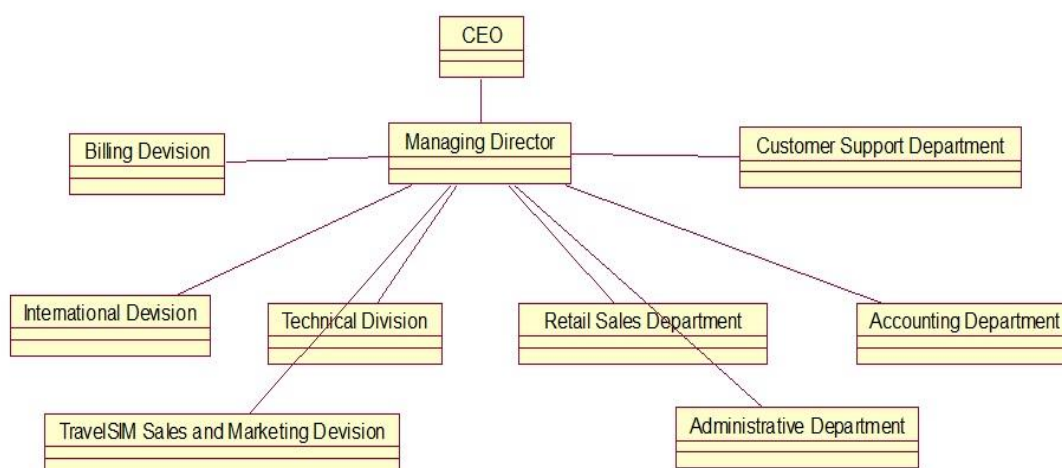 CEO
Managing Director
Billing Devision
Customer Support Department
International Devision
Technical Division
Retail Sales Department
Accounting Department
TravelSIM Sales and Marketing Devision
Administrative Department